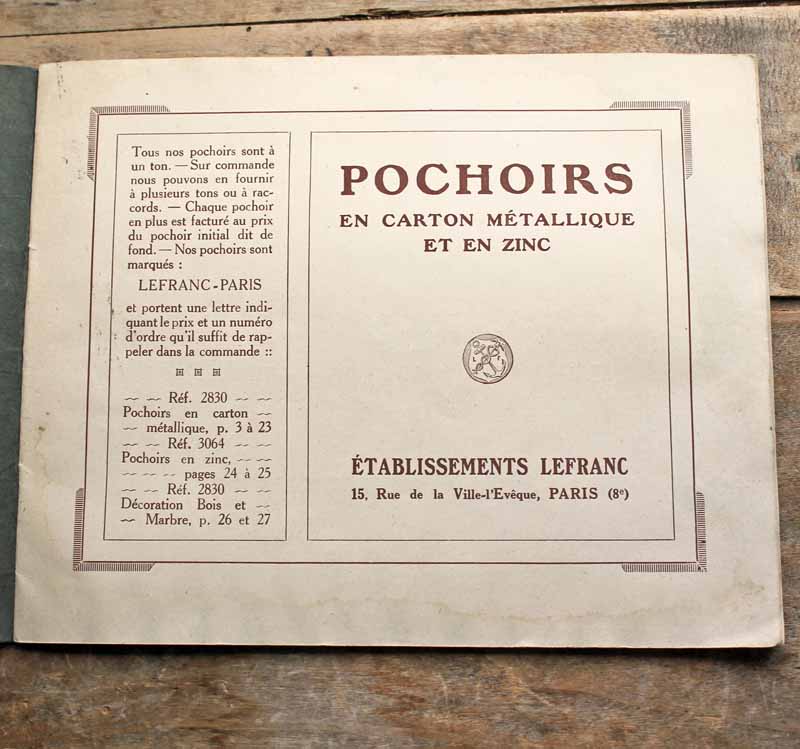 Tous nos pochoirs sont à
un ton. — Sur commande
nous pouvons en fournir
à plusieurs tons ou à rac-
cords. — Chaque pochoir
en plus est facturé au prix
du pochoir initial dit de
fond. — Nos pochoirs sont
marqués :
LEFRANC-PARIS
et portent une lettre indi-
quant le prix et un numéro
d'ordre qu'il suffit de rap-
peler dans la commande ::
~ ~ Réf. 2830 ~ ~
Pochoirs en carton ~
~ métallique, p. 3 à 23
~ ~ Réf. 3064 ~ ~
Pochoirs en zinc, ~ ~
~ ~ ~ pages 24 à 25
~ ~ Réf. 2830 ~ ~
Décoration Bois et ~
~ Marbre, p. 26 et 27
POCHOIRS
EN CARTON MÉTALLIQUE
ET EN ZINC
ÉTABLISSEMENTS LEFRANC
15, Rue de la Ville-l'Evêque, PARIS (8e)